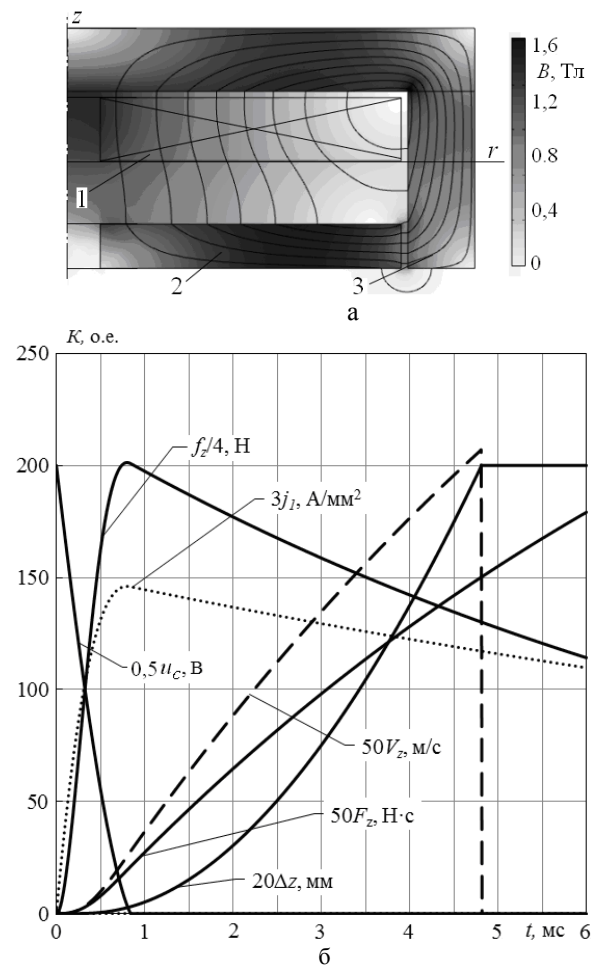 z
1,6
B, Тл
1,2
0.8
0,4
0
r
1
2
3
а
K, о.е.
250
200
150
100
50
0
f_z/4, Н
3j_1, А/мм²
0,5u_C, В
50V_z, м/с
50F_z, Н·с
20Δz, мм
0 1 2 3 4 5 t, мс 6
б